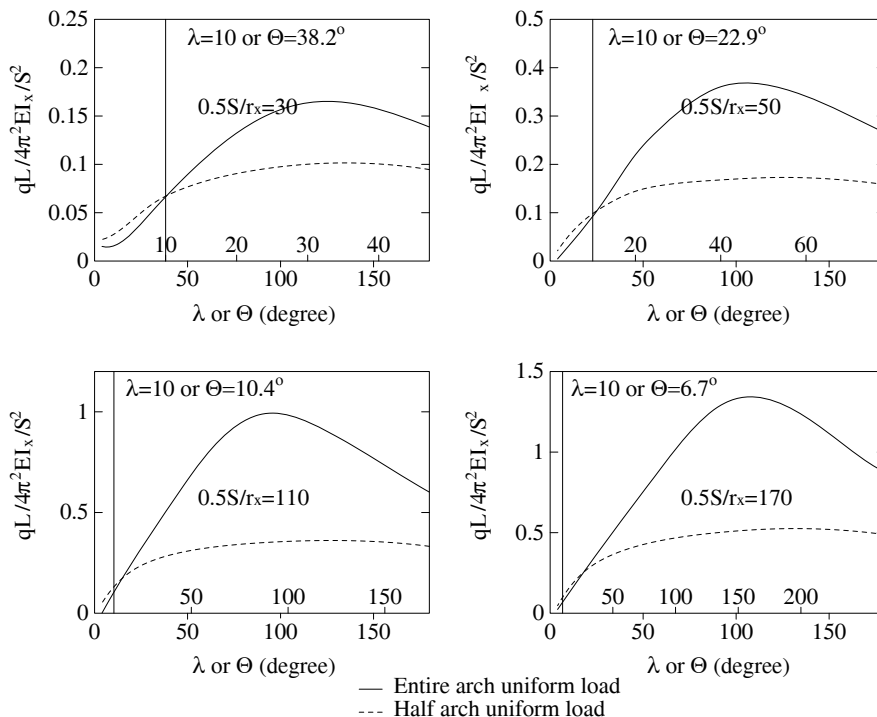 λ=10 or Θ=38.2°
0.5S/rx=30
qL/4π²EIx/S²
0.25
0.2
0.15
0.1
0.05
0
10 20 30 40
0 50 100 150
λ or Θ (degree)
λ=10 or Θ=22.9°
0.5S/rx=50
qL/4π²EI x/S²
0.5
0.4
0.3
0.2
0.1
0
20 40 60
0 50 100 150
λ or Θ (degree)
λ=10 or Θ=10.4°
0.5S/rx=110
qL/4π²EIx/S²
1
0.5
0
50 100 150
0 50 100 150
λ or Θ (degree)
λ=10 or Θ=6.7°
0.5S/rx=170
qL/4π²EIx/S²
1.5
1
0.5
0
50 100 150 200
0 50 100 150
λ or Θ (degree)
Entire arch uniform load
Half arch uniform load